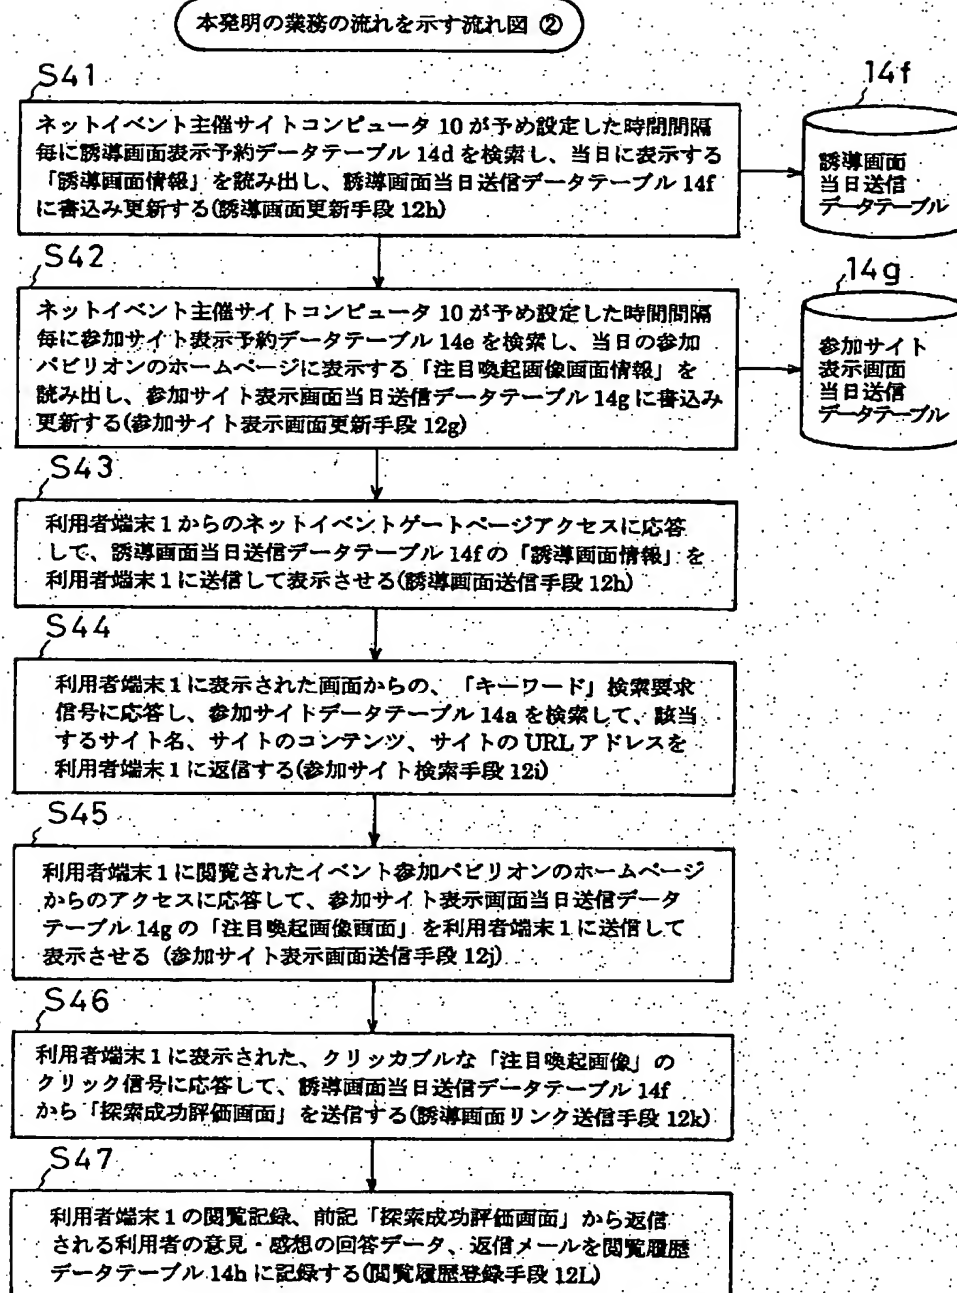 本発明の業務の流れを示す流れ図 ②
S41
ネットイベント主催サイトコンピュータ 10 が予め設定した時間間隔
毎に誘導画面表示予約データテーブル 14d を検索し、当日に表示する
「誘導画面情報」を読み出し、誘導画面当日送信データテーブル 14f
に書込み更新する(誘導画面更新手段 12h)
14f
誘導画面
当日送信
データテーブル
S42
ネットイベント主催サイトコンピュータ 10 が予め設定した時間間隔
毎に参加サイト表示予約データテーブル 14e を検索し、当日の参加
パビリオンのホームページに表示する「注目喚起画像画面情報」を
読み出し、参加サイト表示画面当日送信データテーブル 14g に書込み
更新する(参加サイト表示画面更新手段 12g)
14g
参加サイト
表示画面
当日送信
データテーブル
S43
利用者端末 1 からのネットイベントゲートページアクセスに応答
して、誘導画面当日送信データテーブル 14f の「誘導画面情報」を
利用者端末 1 に送信して表示させる(誘導画面送信手段 12h)
S44
利用者端末 1 に表示された画面からの、「キーワード」検索要求
信号に応答し、参加サイトデータテーブル 14a を検索して、該当
するサイト名、サイトのコンテンツ、サイトの URL アドレスを
利用者端末 1 に返信する(参加サイト検索手段 12i)
S45
利用者端末 1 に閲覧されたイベント参加パビリオンのホームページ
からのアクセスに応答して、参加サイト表示画面当日送信データ
テーブル 14g の「注目喚起画像画面」を利用者端末 1 に送信して
表示させる (参加サイト表示画面送信手段 12j)
S46
利用者端末 1 に表示された、クリッカブルな「注目喚起画像」の
クリック信号に応答して、誘導画面当日送信データテーブル 14f
から「探索成功評価画面」を送信する(誘導画面リンク送信手段 12k)
S47
利用者端末 1 の閲覧記録、前記「探索成功評価画面」から返信
される利用者の意見・感想の回答データ、返信メールを閲覧履歴
データテーブル 14h に記録する(閲覧履歴登録手段 12L)